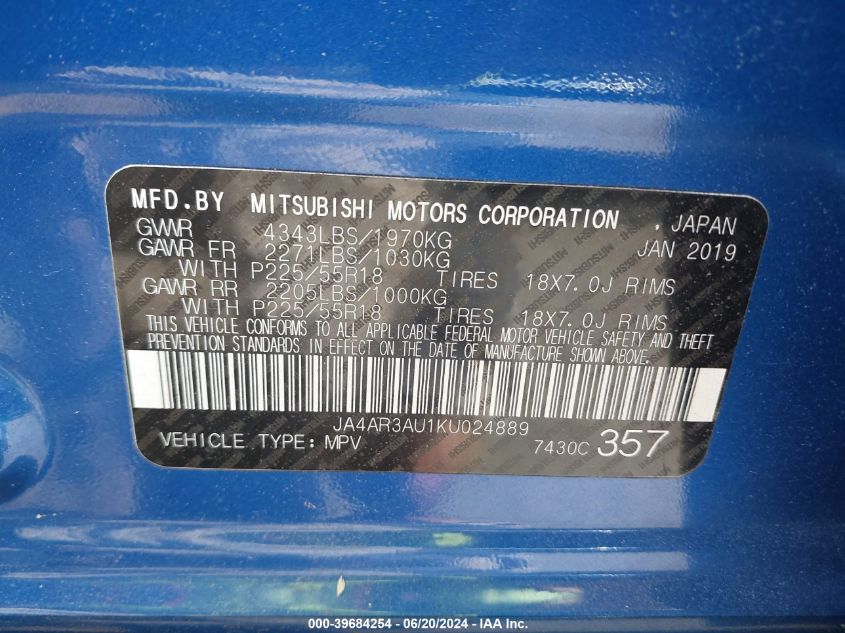 MFD.BY MITSUBISHI MOTORS CORPORATION , JAPAN
GVWR 4343LBS/1970KG JAN 2019
GAWR FR 2271LBS/1030KG
WITH P225/55R18 TIRES 18X7.0J RIMS
GAWR RR 2205LBS/1000KG
WITH P225/55R18 TIRES 18X7.0J RIMS
THIS VEHICLE CONFORMS TO ALL APPLICABLE FEDERAL MOTOR VEHICLE SAFETY AND THEFT
PREVENTION STANDARDS IN EFFECT ON THE DATE OF MANUFACTURE SHOWN ABOVE.
JA4AR3AU1KU024889
VEHICLE TYPE: MPV 7430C 357
000-39684254 - 06/20/2024 - IAA Inc.